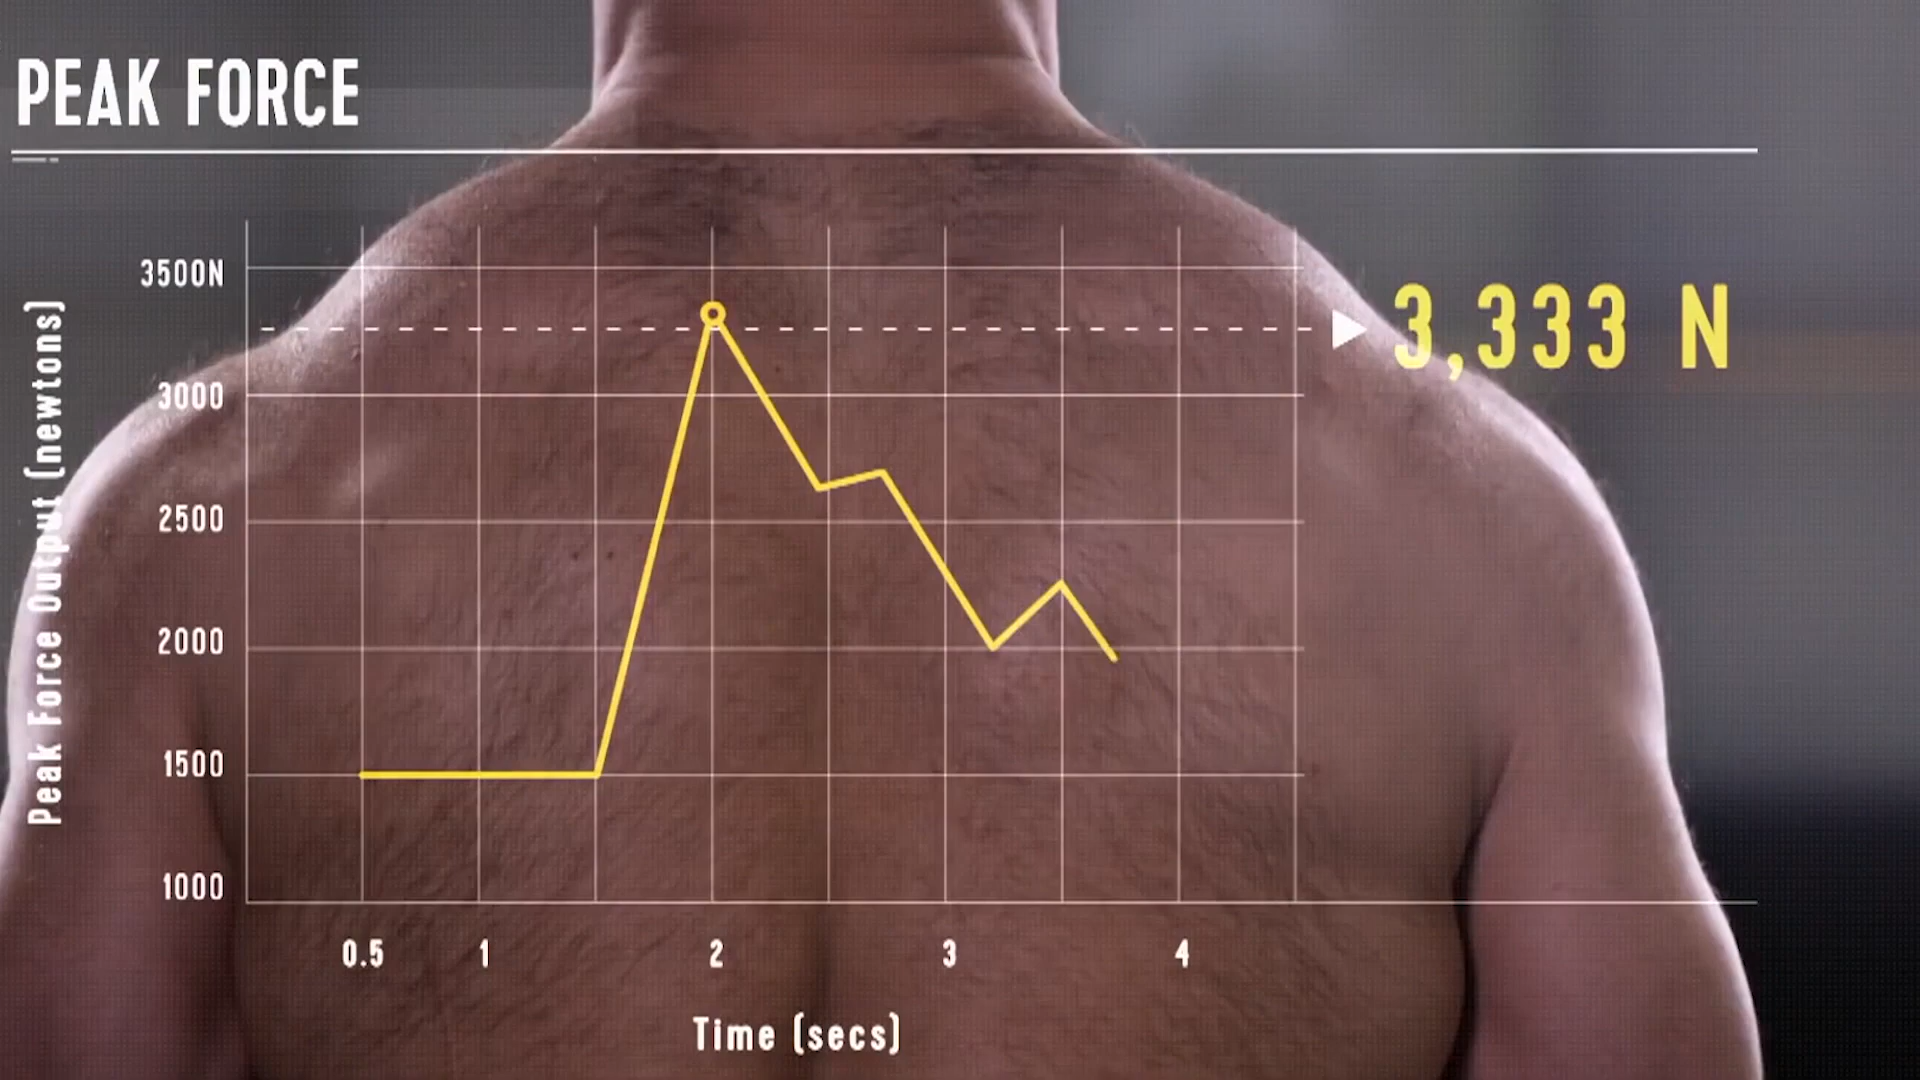 PEAK FORCE
3500N
3,333 N
3000
2500
2000
1500
1000
Peak Force Output (newtons)
0.5 1 2 3 4
Time (secs)